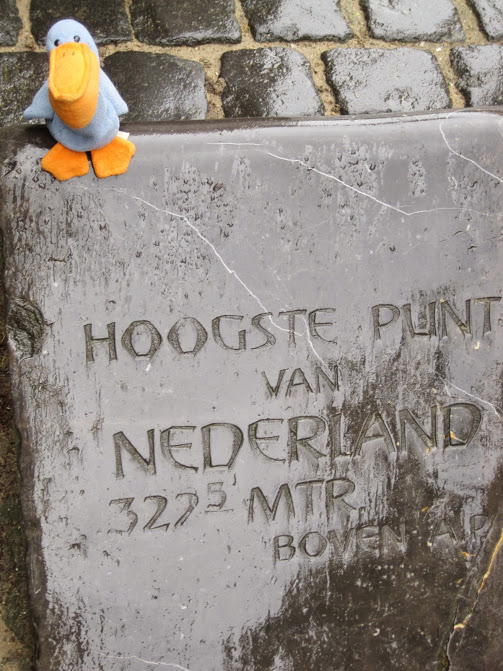 HOOGSTE PUNT
VAN
NEDERLAND
322⁵ MTR.
BOVEN A.P.